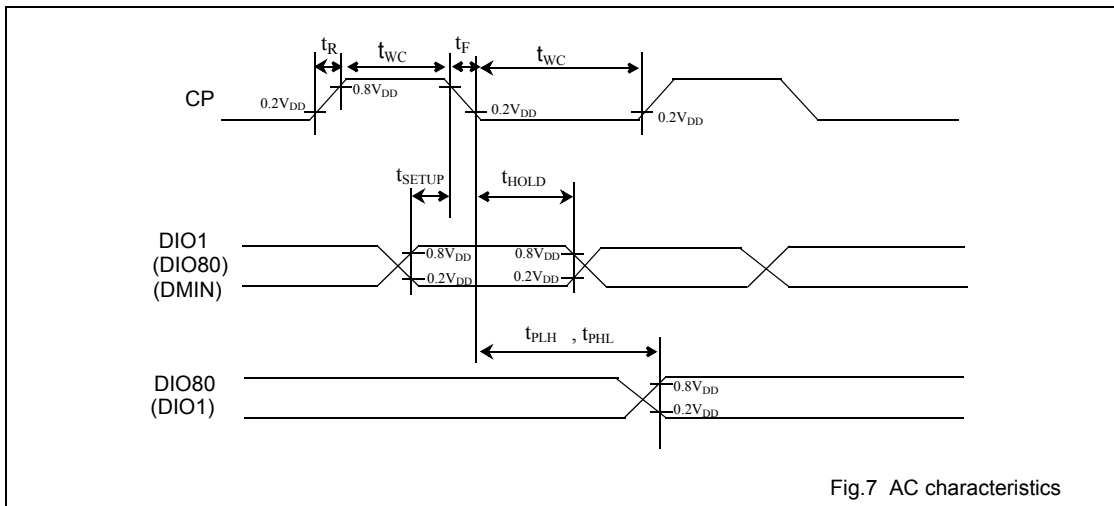 tR tWC tF tWC
CP
0.2VDD 0.8VDD 0.2VDD 0.2VDD
tSETUP tHOLD
DIO1
(DIO80)
(DMIN)
0.8VDD 0.8VDD
0.2VDD 0.2VDD
tPLH , tPHL
DIO80
(DIO1)
0.8VDD
0.2VDD
Fig.7 AC characteristics